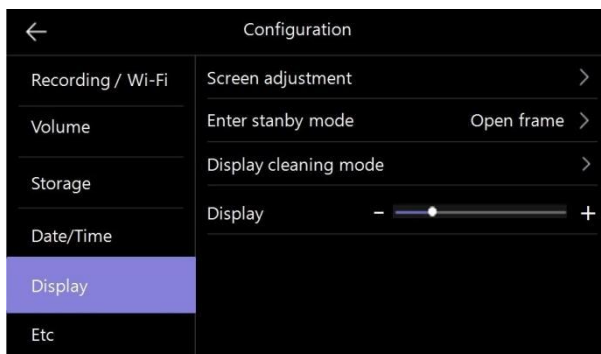 Configuration
Recording / Wi-Fi
Volume
Storage
Date/Time
Display
Etc
Screen adjustment
Enter stanby mode Open frame
Display cleaning mode
Display - +